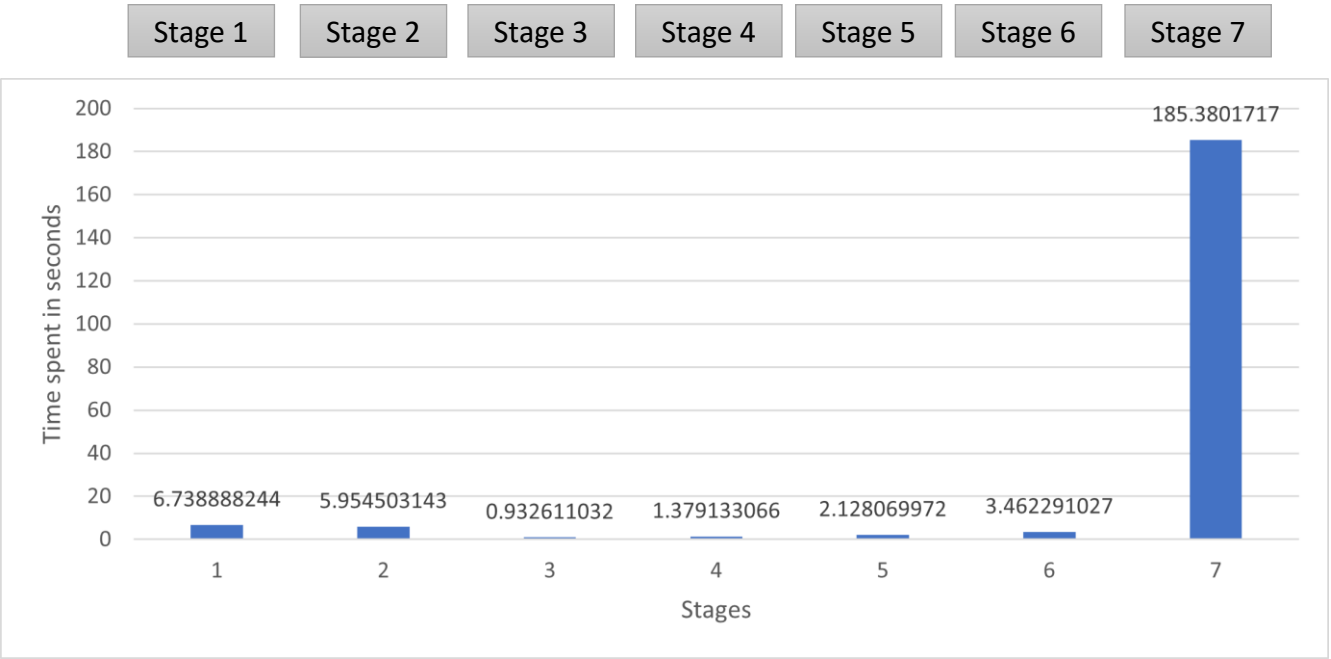 Stage 1 Stage 2 Stage 3 Stage 4 Stage 5 Stage 6 Stage 7
200
185.3801717
180
160
140
120
100
80
60
40
20
0
Time spent in seconds
6.738888244 5.954503143 0.932611032 1.379133066 2.128069972 3.462291027
1 2 3 4 5 6 7
Stages